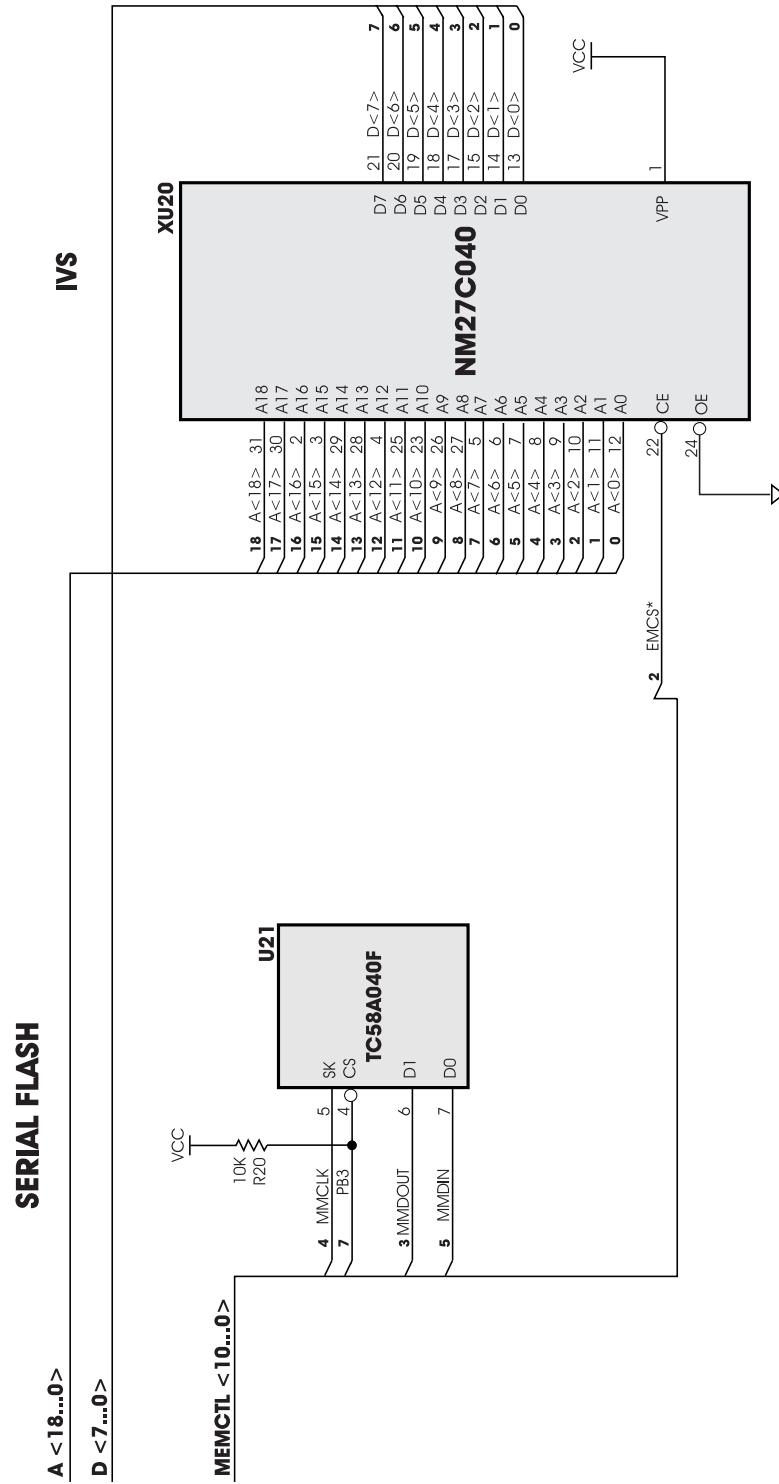 SERIAL FLASH
IVS
A <18...0>
D <7...0>
MEMCTL <10...0>
VCC
10K
R20
4 MMCLK 5 SK
7 PB3 4 CS
3 MMDOUT 6 D1
5 MMDIN 7 D0
U21
TC58A040F
18 A<18> 31 A18
17 A<17> 30 A17
16 A<16> 2 A16
15 A<15> 3 A15
14 A<14> 29 A14
13 A<13> 28 A13
12 A<12> 4 A12
11 A<11> 25 A11
10 A<10> 23 A10
9 A<9> 26 A9
8 A<8> 27 A8
7 A<7> 5 A7
6 A<6> 6 A6
5 A<5> 7 A5
4 A<4> 8 A4
3 A<3> 9 A3
2 A<2> 10 A2
1 A<1> 11 A1
0 A<0> 12 A0
2 EMCS* 22 CE
24 OE
XU20
NM27C040
D7 21 D<7> 7
D6 20 D<6> 6
D5 19 D<5> 5
D4 18 D<4> 4
D3 17 D<3> 3
D2 15 D<2> 2
D1 14 D<1> 1
D0 13 D<0> 0
VPP 1
VCC